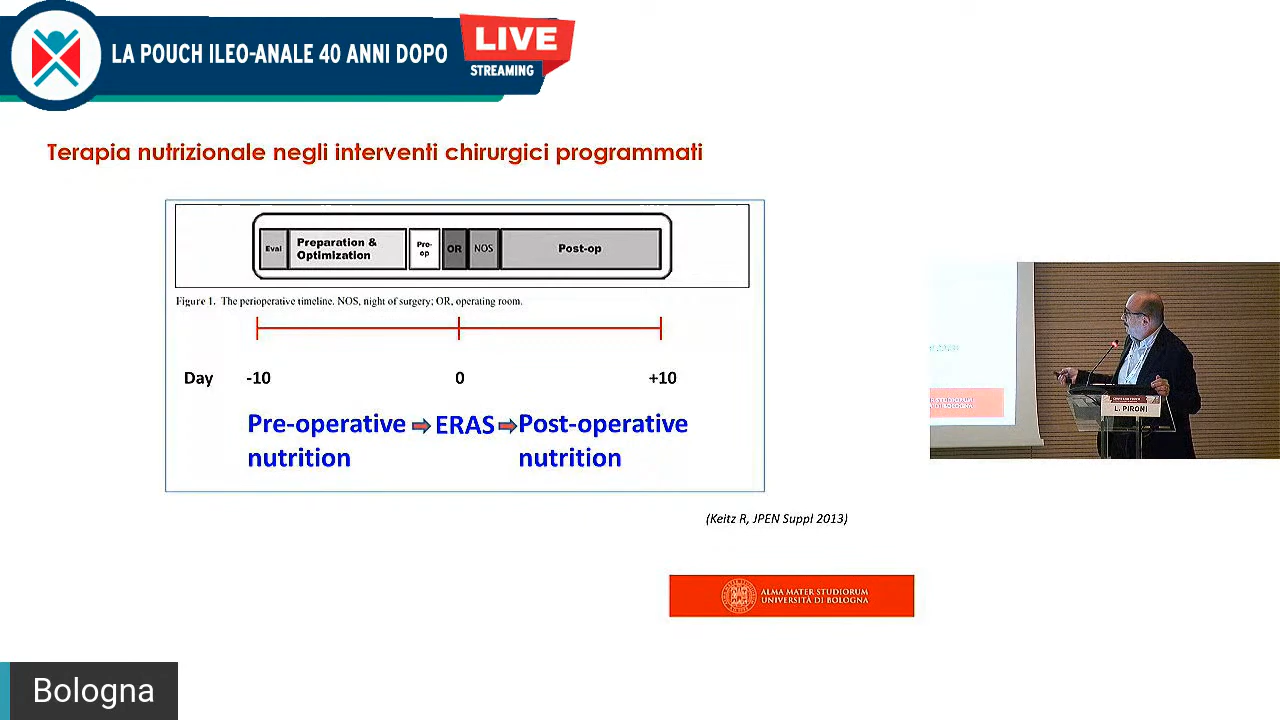 LA POUCH ILEO-ANALE 40 ANNI DOPO
LIVE
STREAMING
Terapia nutrizionale negli interventi chirurgici programmati
Eval
Preparation &
Optimization
Pre-
op
OR
NOS
Post-op
Figure 1. The perioperative timeline. NOS, night of surgery; OR, operating room.
Day -10 0 +10
Pre-operative ERAS Post-operative
nutrition nutrition
(Keitz R, JPEN Suppl 2013)
ALMA MATER STUDIORUM
UNIVERSITÀ DI BOLOGNA
L. PIRONI
Bologna